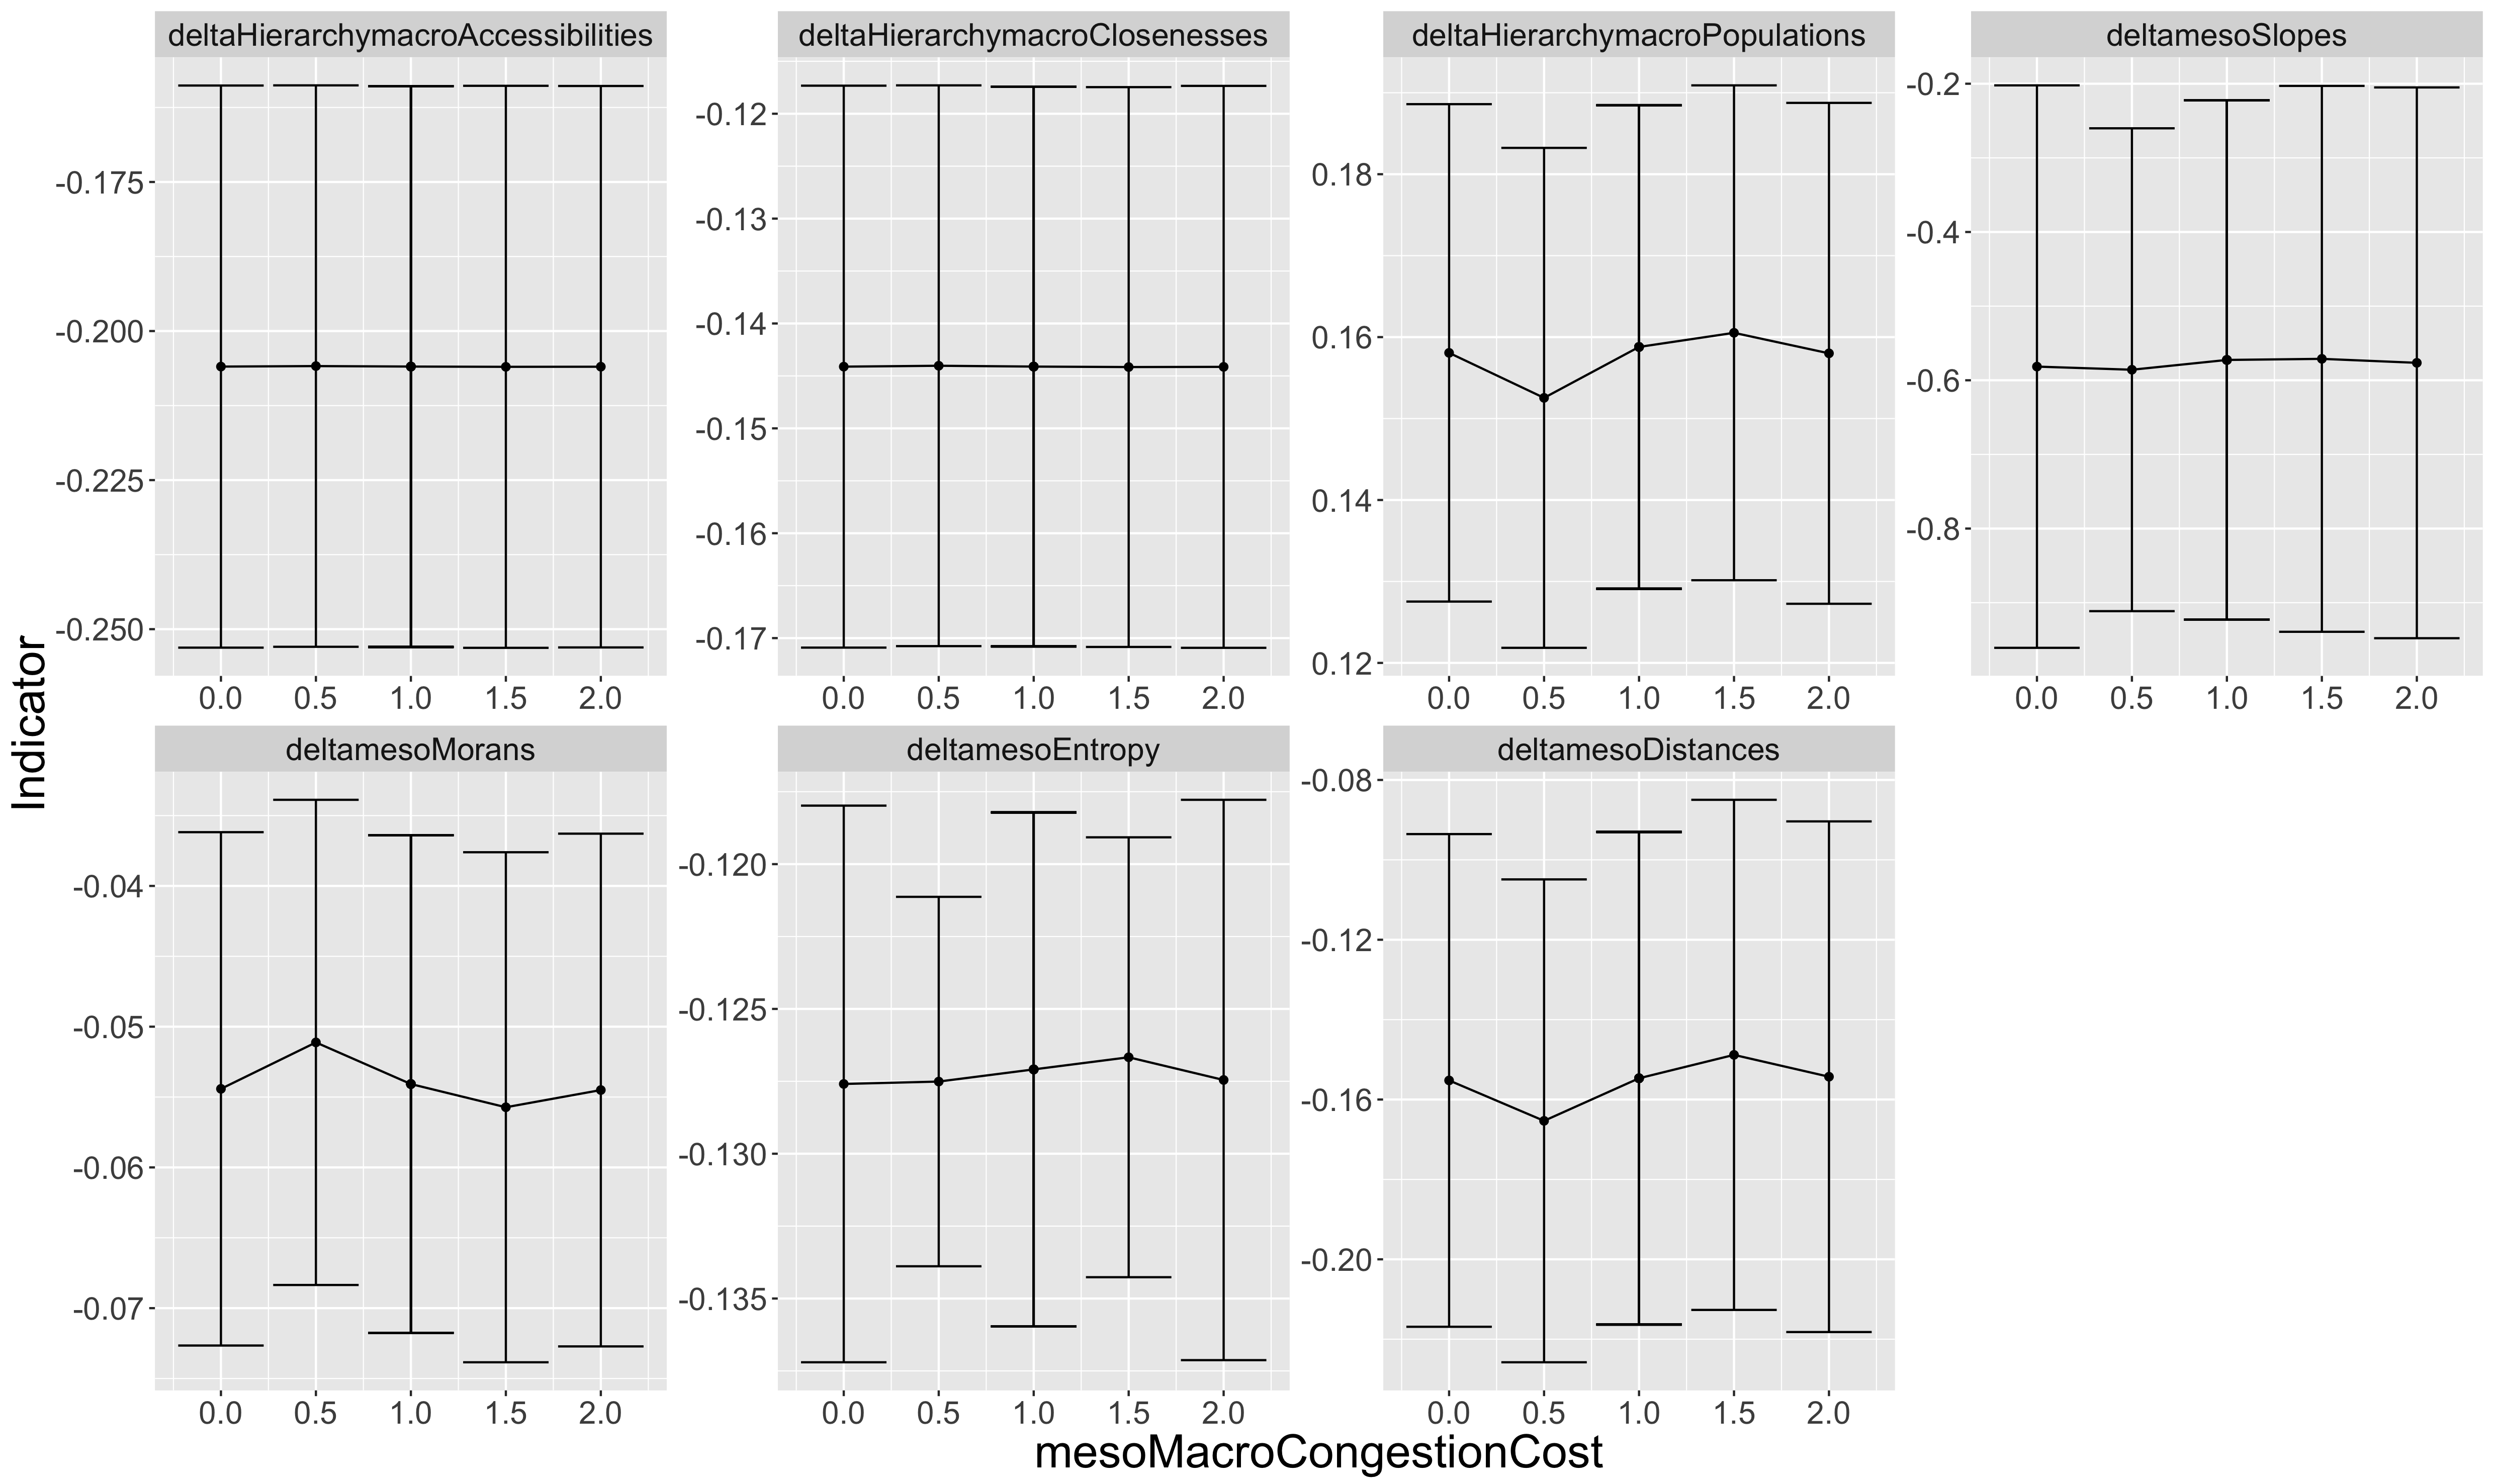 deltaHierarchymacroAccessibilities
deltaHierarchymacroClosenesses
deltaHierarchymacroPopulations
deltamesoSlopes
-0.175
-0.200
-0.225
-0.250
-0.12
-0.13
-0.14
-0.15
-0.16
-0.17
0.18
0.16
0.14
0.12
-0.2
-0.4
-0.6
-0.8
0.0 0.5 1.0 1.5 2.0
0.0 0.5 1.0 1.5 2.0
0.0 0.5 1.0 1.5 2.0
0.0 0.5 1.0 1.5 2.0
Indicator
deltamesoMorans
deltamesoEntropy
deltamesoDistances
-0.04
-0.05
-0.06
-0.07
-0.120
-0.125
-0.130
-0.135
-0.08
-0.12
-0.16
-0.20
0.0 0.5 1.0 1.5 2.0
0.0 0.5 1.0 1.5 2.0
0.0 0.5 1.0 1.5 2.0
mesoMacroCongestionCost